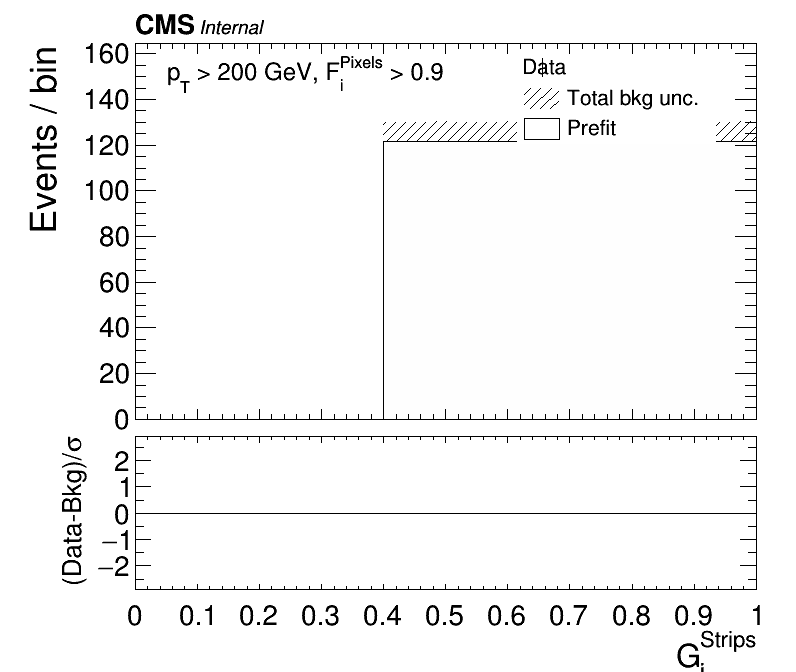 CMS Internal
p_T > 200 GeV, F_i^Pixels > 0.9
Data
Total bkg unc.
Prefit
Events / bin
160
140
120
100
80
60
40
20
0
(Data-Bkg)/σ
2
1
0
−1
−2
0 0.1 0.2 0.3 0.4 0.5 0.6 0.7 0.8 0.9 1
G_i^Strips